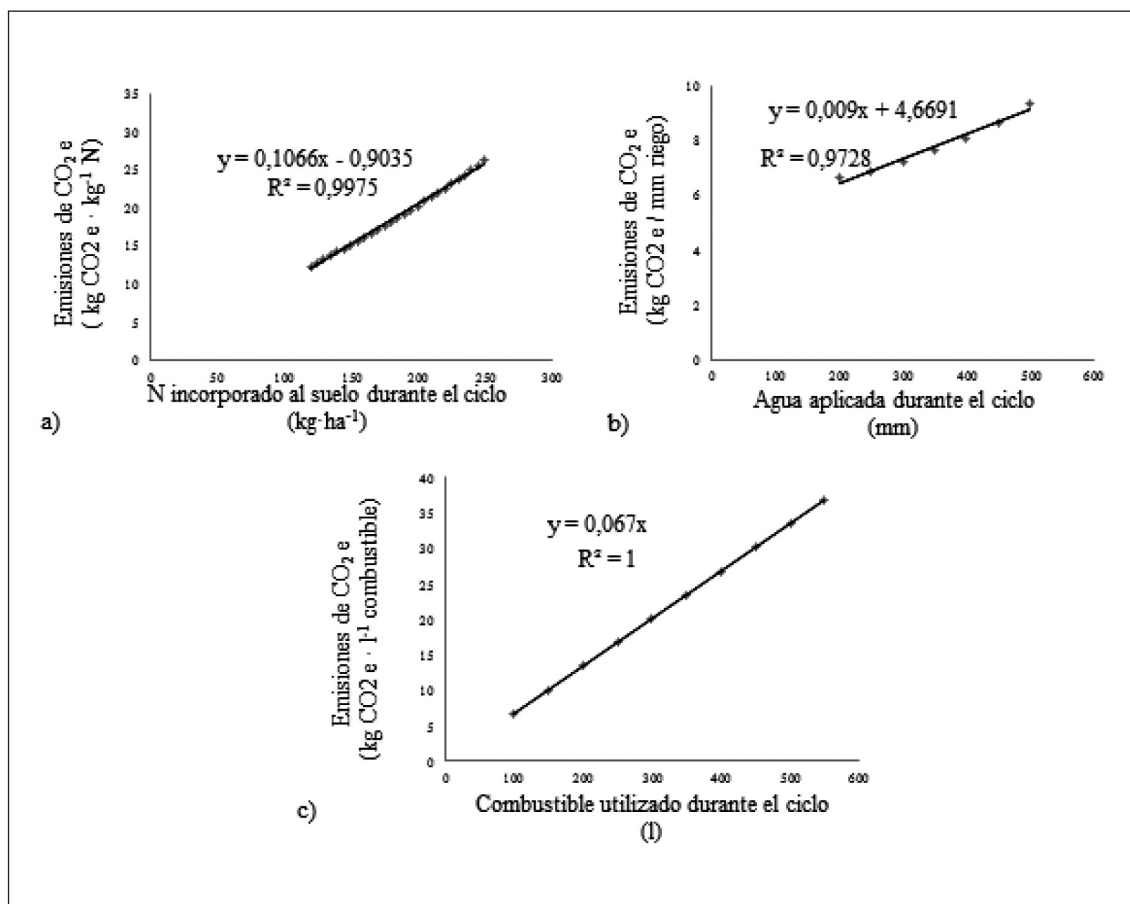 35
30
25
20
15
10
5
0
Emisiones de CO₂ e
( kg CO2 e · kg⁻¹ N)
y = 0,1066x - 0,9035
R² = 0,9975
0 50 100 150 200 250 300
N incorporado al suelo durante el ciclo
(kg·ha⁻¹)
a)
10
8
6
4
2
0
Emisiones de CO₂ e
(kg CO2 e / mm riego)
y = 0,009x + 4,6691
R² = 0,9728
0 100 200 300 400 500 600
Agua aplicada durante el ciclo
(mm)
b)
40
35
30
25
20
15
10
5
0
Emisiones de CO₂ e
(kg CO2 e · l⁻¹ combustible)
y = 0,067x
R² = 1
0 100 200 300 400 500 600
Combustible utilizado durante el ciclo
(l)
c)